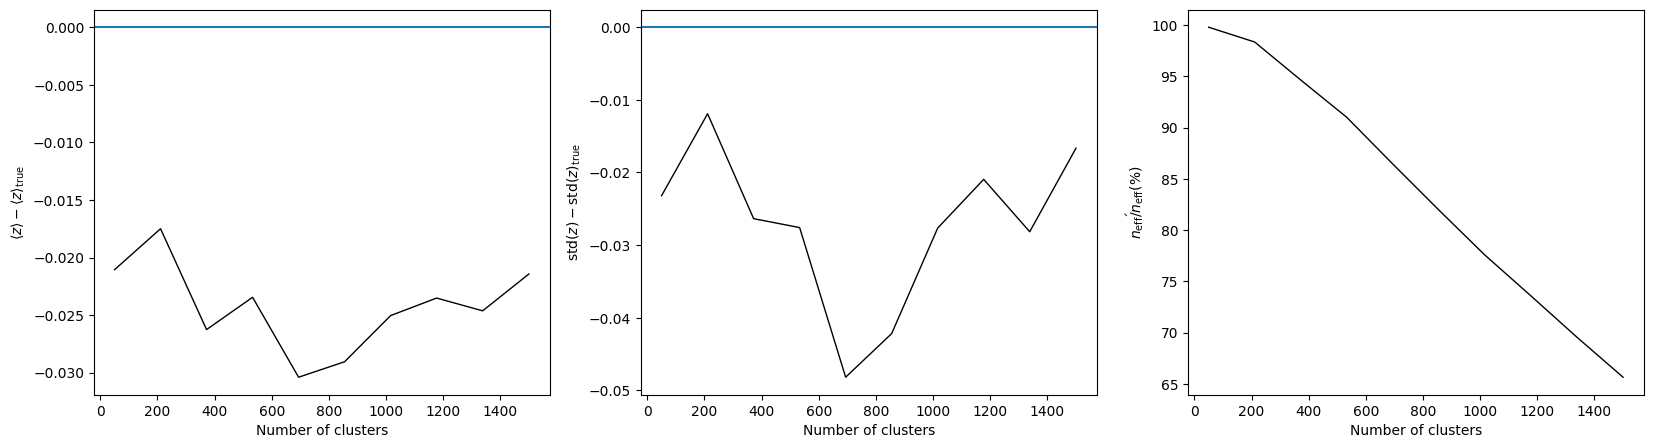 0.000
−0.005
−0.010
−0.015
−0.020
−0.025
−0.030
⟨z⟩ − ⟨z⟩true
0 200 400 600 800 1000 1200 1400
Number of clusters
0.00
−0.01
−0.02
−0.03
−0.04
−0.05
std(z) − std(z)true
0 200 400 600 800 1000 1200 1400
Number of clusters
100
95
90
85
80
75
70
65
n′eff/neff(%)
0 200 400 600 800 1000 1200 1400
Number of clusters